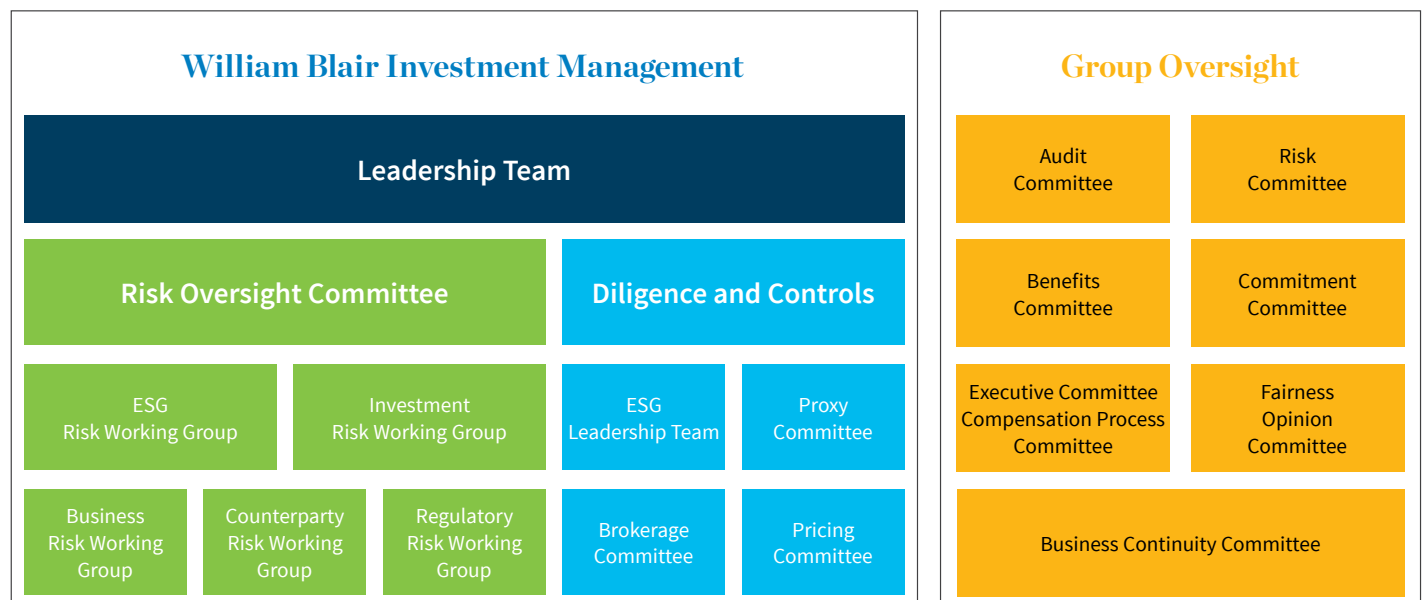 William Blair Investment Management
Leadership Team
Risk Oversight Committee
Diligence and Controls
ESG
Risk Working Group
Investment
Risk Working Group
ESG
Leadership Team
Proxy
Committee
Business
Risk Working
Group
Counterparty
Risk Working
Group
Regulatory
Risk Working
Group
Brokerage
Committee
Pricing
Committee
Group Oversight
Audit
Committee
Risk
Committee
Benefits
Committee
Commitment
Committee
Executive Committee
Compensation Process
Committee
Fairness
Opinion
Committee
Business Continuity Committee